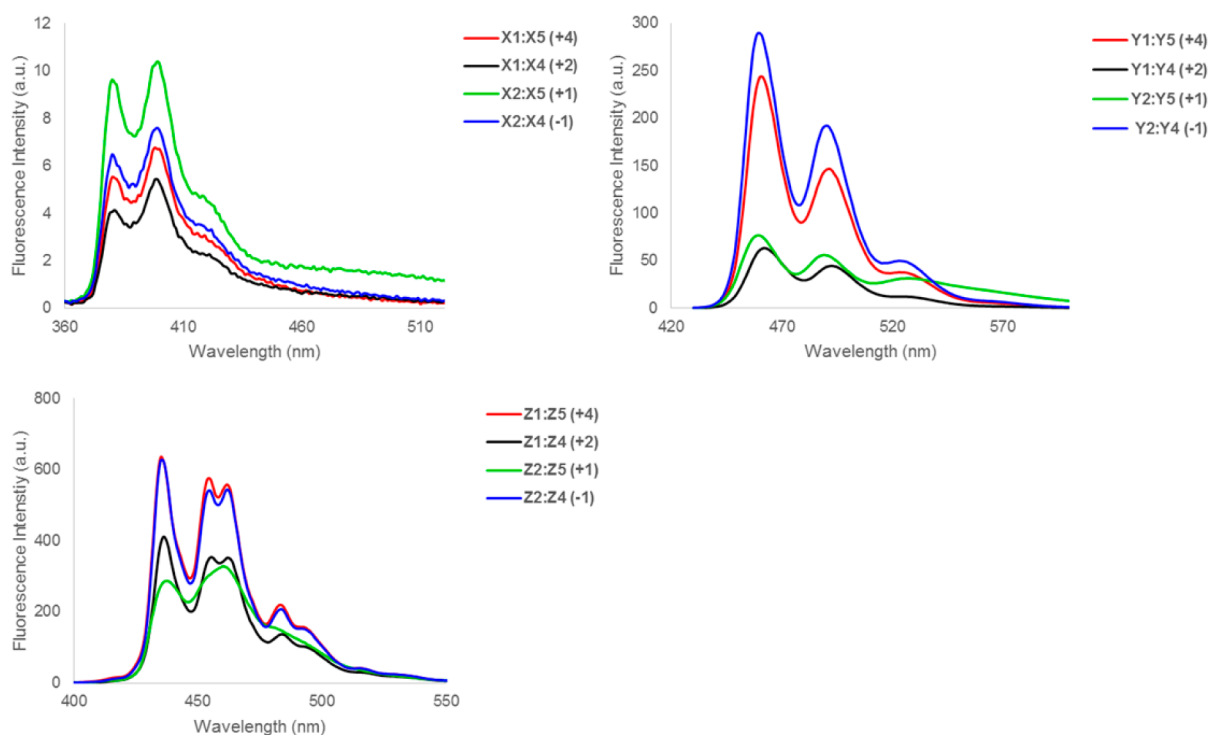 12
10
8
6
4
2
0
Fluorescence Intensity (a.u.)
360
410
460
510
Wavelength (nm)
X1:X5 (+4)
X1:X4 (+2)
X2:X5 (+1)
X2:X4 (-1)
300
250
200
150
100
50
0
Fluorescence Intensity (a.u.)
420
470
520
570
Wavelength (nm)
Y1:Y5 (+4)
Y1:Y4 (+2)
Y2:Y5 (+1)
Y2:Y4 (-1)
800
600
400
200
0
Fluorescence Intenstiy (a.u.)
400
450
500
550
Wavelength (nm)
Z1:Z5 (+4)
Z1:Z4 (+2)
Z2:Z5 (+1)
Z2:Z4 (-1)